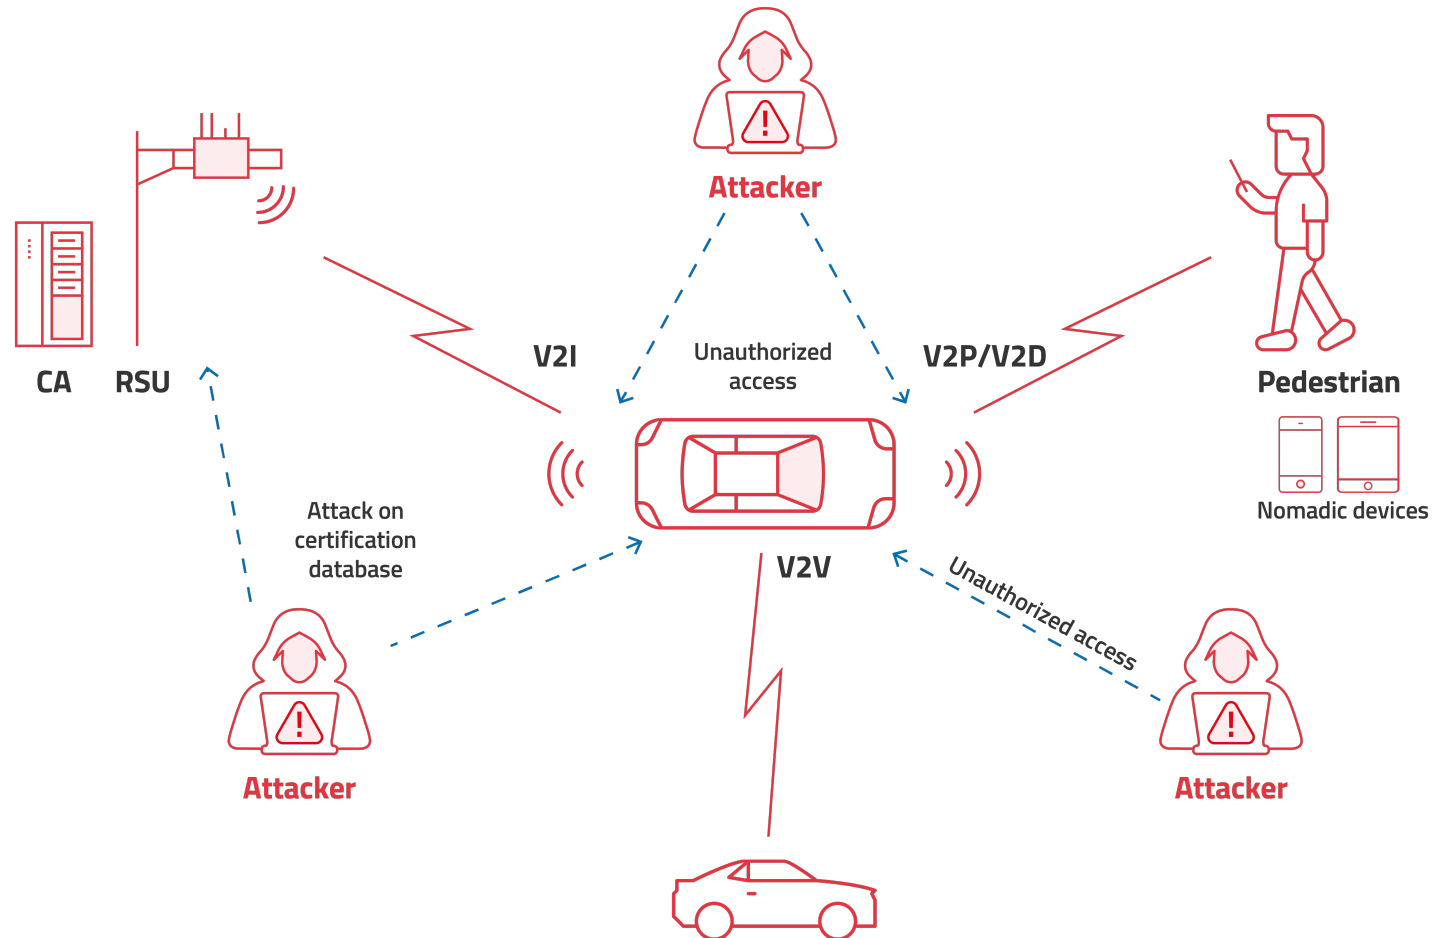 Attacker
V2I
Unauthorized
access
V2P/V2D
CA
RSU
Pedestrian
Nomadic devices
Attack on
certification
database
V2V
Unauthorized access
Attacker
Attacker